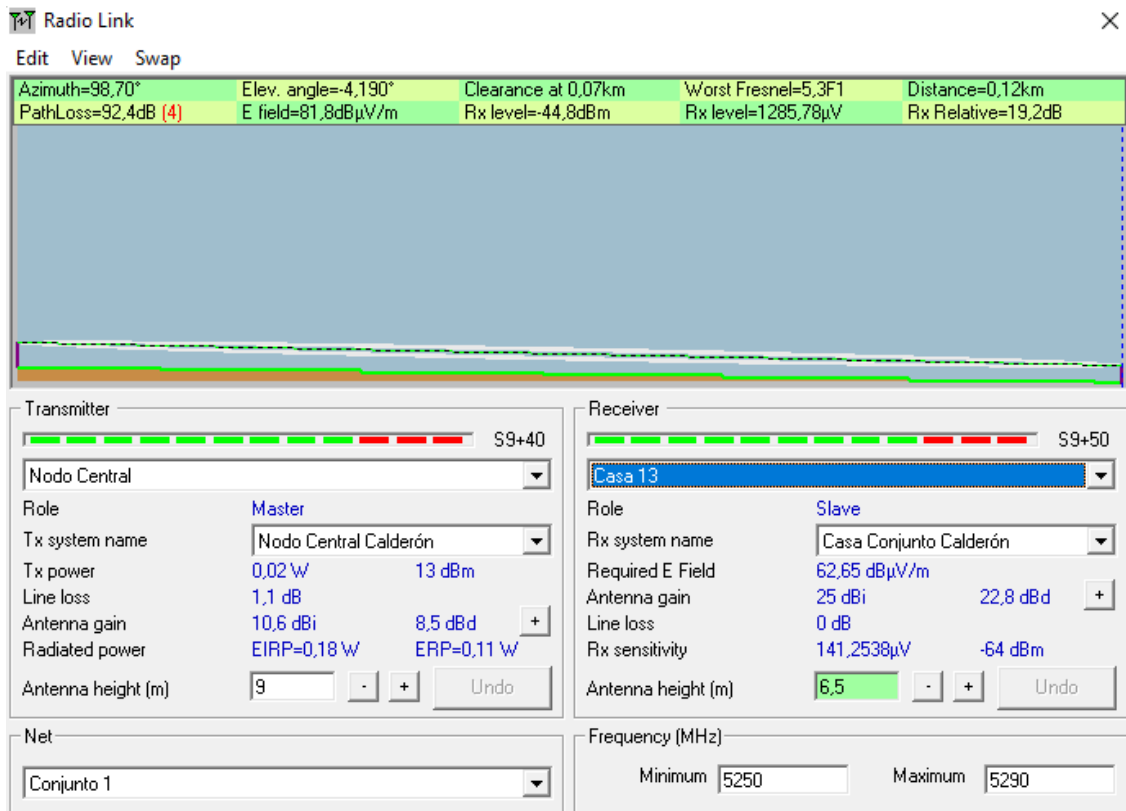 Radio Link
Edit View Swap
Azimuth=98,70° Elev. angle=-4,190° Clearance at 0,07km Worst Fresnel=5,3F1 Distance=0,12km
PathLoss=92,4dB (4) E field=81,8dBµV/m Rx level=-44,8dBm Rx level=1285,78µV Rx Relative=19,2dB
Transmitter
S9+40
Nodo Central
Role Master
Tx system name Nodo Central Calderón
Tx power 0,02 W 13 dBm
Line loss 1,1 dB
Antenna gain 10,6 dBi 8,5 dBd +
Radiated power EIRP=0,18 W ERP=0,11 W
Antenna height (m) 9 - + Undo
Receiver
S9+50
Casa 13
Role Slave
Rx system name Casa Conjunto Calderón
Required E Field 62,65 dBµV/m
Antenna gain 25 dBi 22,8 dBd +
Line loss 0 dB
Rx sensitivity 141,2538µV -64 dBm
Antenna height (m) 6,5 - + Undo
Net
Conjunto 1
Frequency (MHz)
Minimum 5250 Maximum 5290